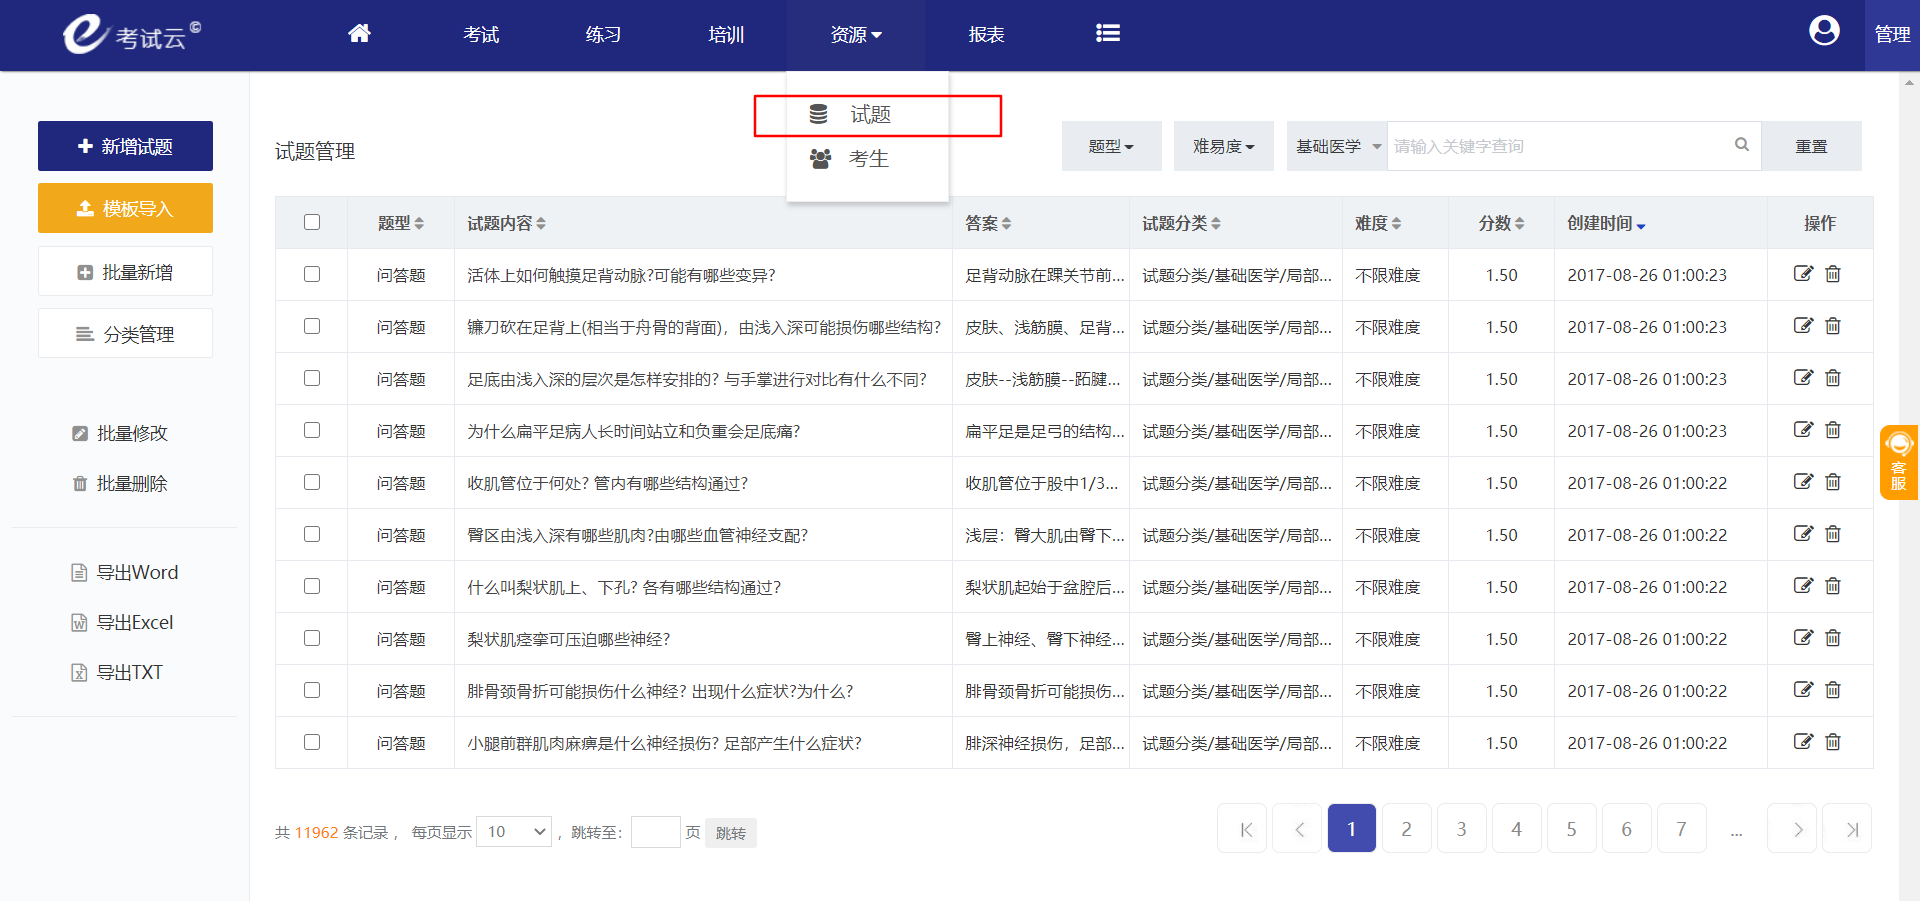 考试云©
考试
练习
培训
资源
报表
管理
试题
考生
新增试题
模板导入
批量新增
分类管理
批量修改
批量删除
导出Word
导出Excel
导出TXT
试题管理
题型
难易度
基础医学
请输入关键字查询
重置
题型 试题内容 答案 试题分类 难度 分数 创建时间 操作
问答题 活体上如何触摸足背动脉?可能有哪些变异? 足背动脉在踝关节前... 试题分类/基础医学/局部... 不限难度 1.50 2017-08-26 01:00:23
问答题 镰刀砍在足背上(相当于舟骨的背面)，由浅入深可能损伤哪些结构? 皮肤、浅筋膜、足背... 试题分类/基础医学/局部... 不限难度 1.50 2017-08-26 01:00:23
问答题 足底由浅入深的层次是怎样安排的? 与手掌进行对比有什么不同? 皮肤--浅筋膜--跖腱... 试题分类/基础医学/局部... 不限难度 1.50 2017-08-26 01:00:23
问答题 为什么扁平足病人长时间站立和负重会足底痛? 扁平足是足弓的结构... 试题分类/基础医学/局部... 不限难度 1.50 2017-08-26 01:00:23
问答题 收肌管位于何处? 管内有哪些结构通过? 收肌管位于股中1/3... 试题分类/基础医学/局部... 不限难度 1.50 2017-08-26 01:00:22
问答题 臀区由浅入深有哪些肌肉?由哪些血管神经支配? 浅层：臀大肌由臀下... 试题分类/基础医学/局部... 不限难度 1.50 2017-08-26 01:00:22
问答题 什么叫梨状肌上、下孔? 各有哪些结构通过? 梨状肌起始于盆腔后... 试题分类/基础医学/局部... 不限难度 1.50 2017-08-26 01:00:22
问答题 梨状肌痉挛可压迫哪些神经? 臀上神经、臀下神经... 试题分类/基础医学/局部... 不限难度 1.50 2017-08-26 01:00:22
问答题 腓骨颈骨折可能损伤什么神经? 出现什么症状?为什么? 腓骨颈骨折可能损伤... 试题分类/基础医学/局部... 不限难度 1.50 2017-08-26 01:00:22
问答题 小腿前群肌肉麻痹是什么神经损伤? 足部产生什么症状? 腓深神经损伤，足部... 试题分类/基础医学/局部... 不限难度 1.50 2017-08-26 01:00:22
客服
共 11962 条记录， 每页显示 10 ， 跳转至： 页 跳转
1 2 3 4 5 6 7 ...